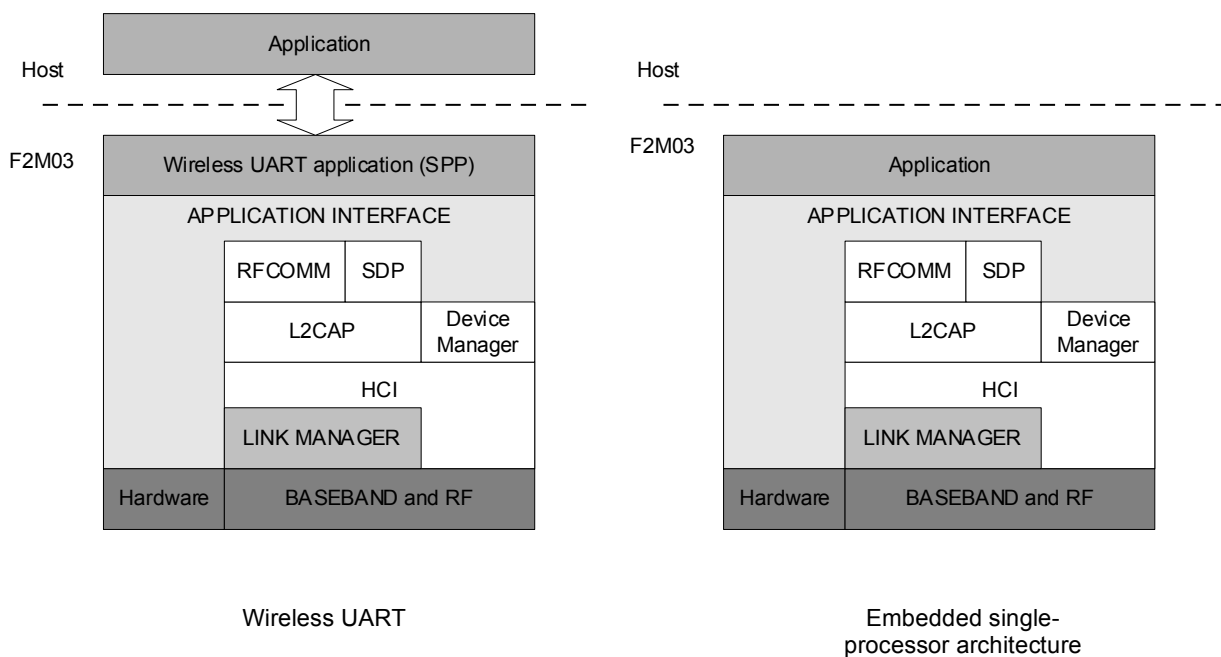 Application
Host
F2M03
Wireless UART application (SPP)
APPLICATION INTERFACE
RFCOMM
SDP
L2CAP
Device
Manager
HCI
LINK MANAGER
Hardware
BASEBAND and RF
Wireless UART
Host
F2M03
Application
APPLICATION INTERFACE
RFCOMM
SDP
L2CAP
Device
Manager
HCI
LINK MANAGER
Hardware
BASEBAND and RF
Embedded single-
processor architecture